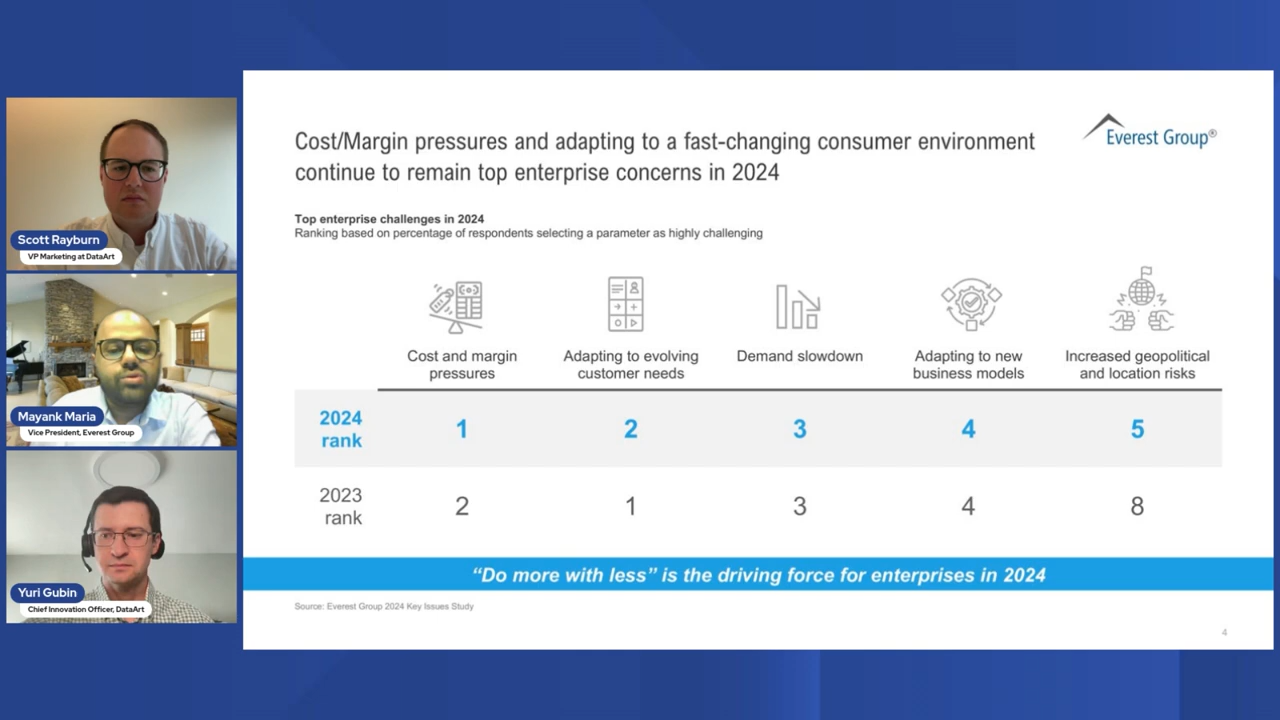 Scott Rayburn
VP Marketing at DataArt
Mayank Maria
Vice President, Everest Group
Yuri Gubin
Chief Innovation Officer, DataArt
Everest Group®
Cost/Margin pressures and adapting to a fast-changing consumer environment
continue to remain top enterprise concerns in 2024
Top enterprise challenges in 2024
Ranking based on percentage of respondents selecting a parameter as highly challenging
Cost and margin
pressures
Adapting to evolving
customer needs
Demand slowdown
Adapting to new
business models
Increased geopolitical
and location risks
2024
rank
1
2
3
4
5
2023
rank
2
1
3
4
8
“Do more with less” is the driving force for enterprises in 2024
Source: Everest Group 2024 Key Issues Study
4